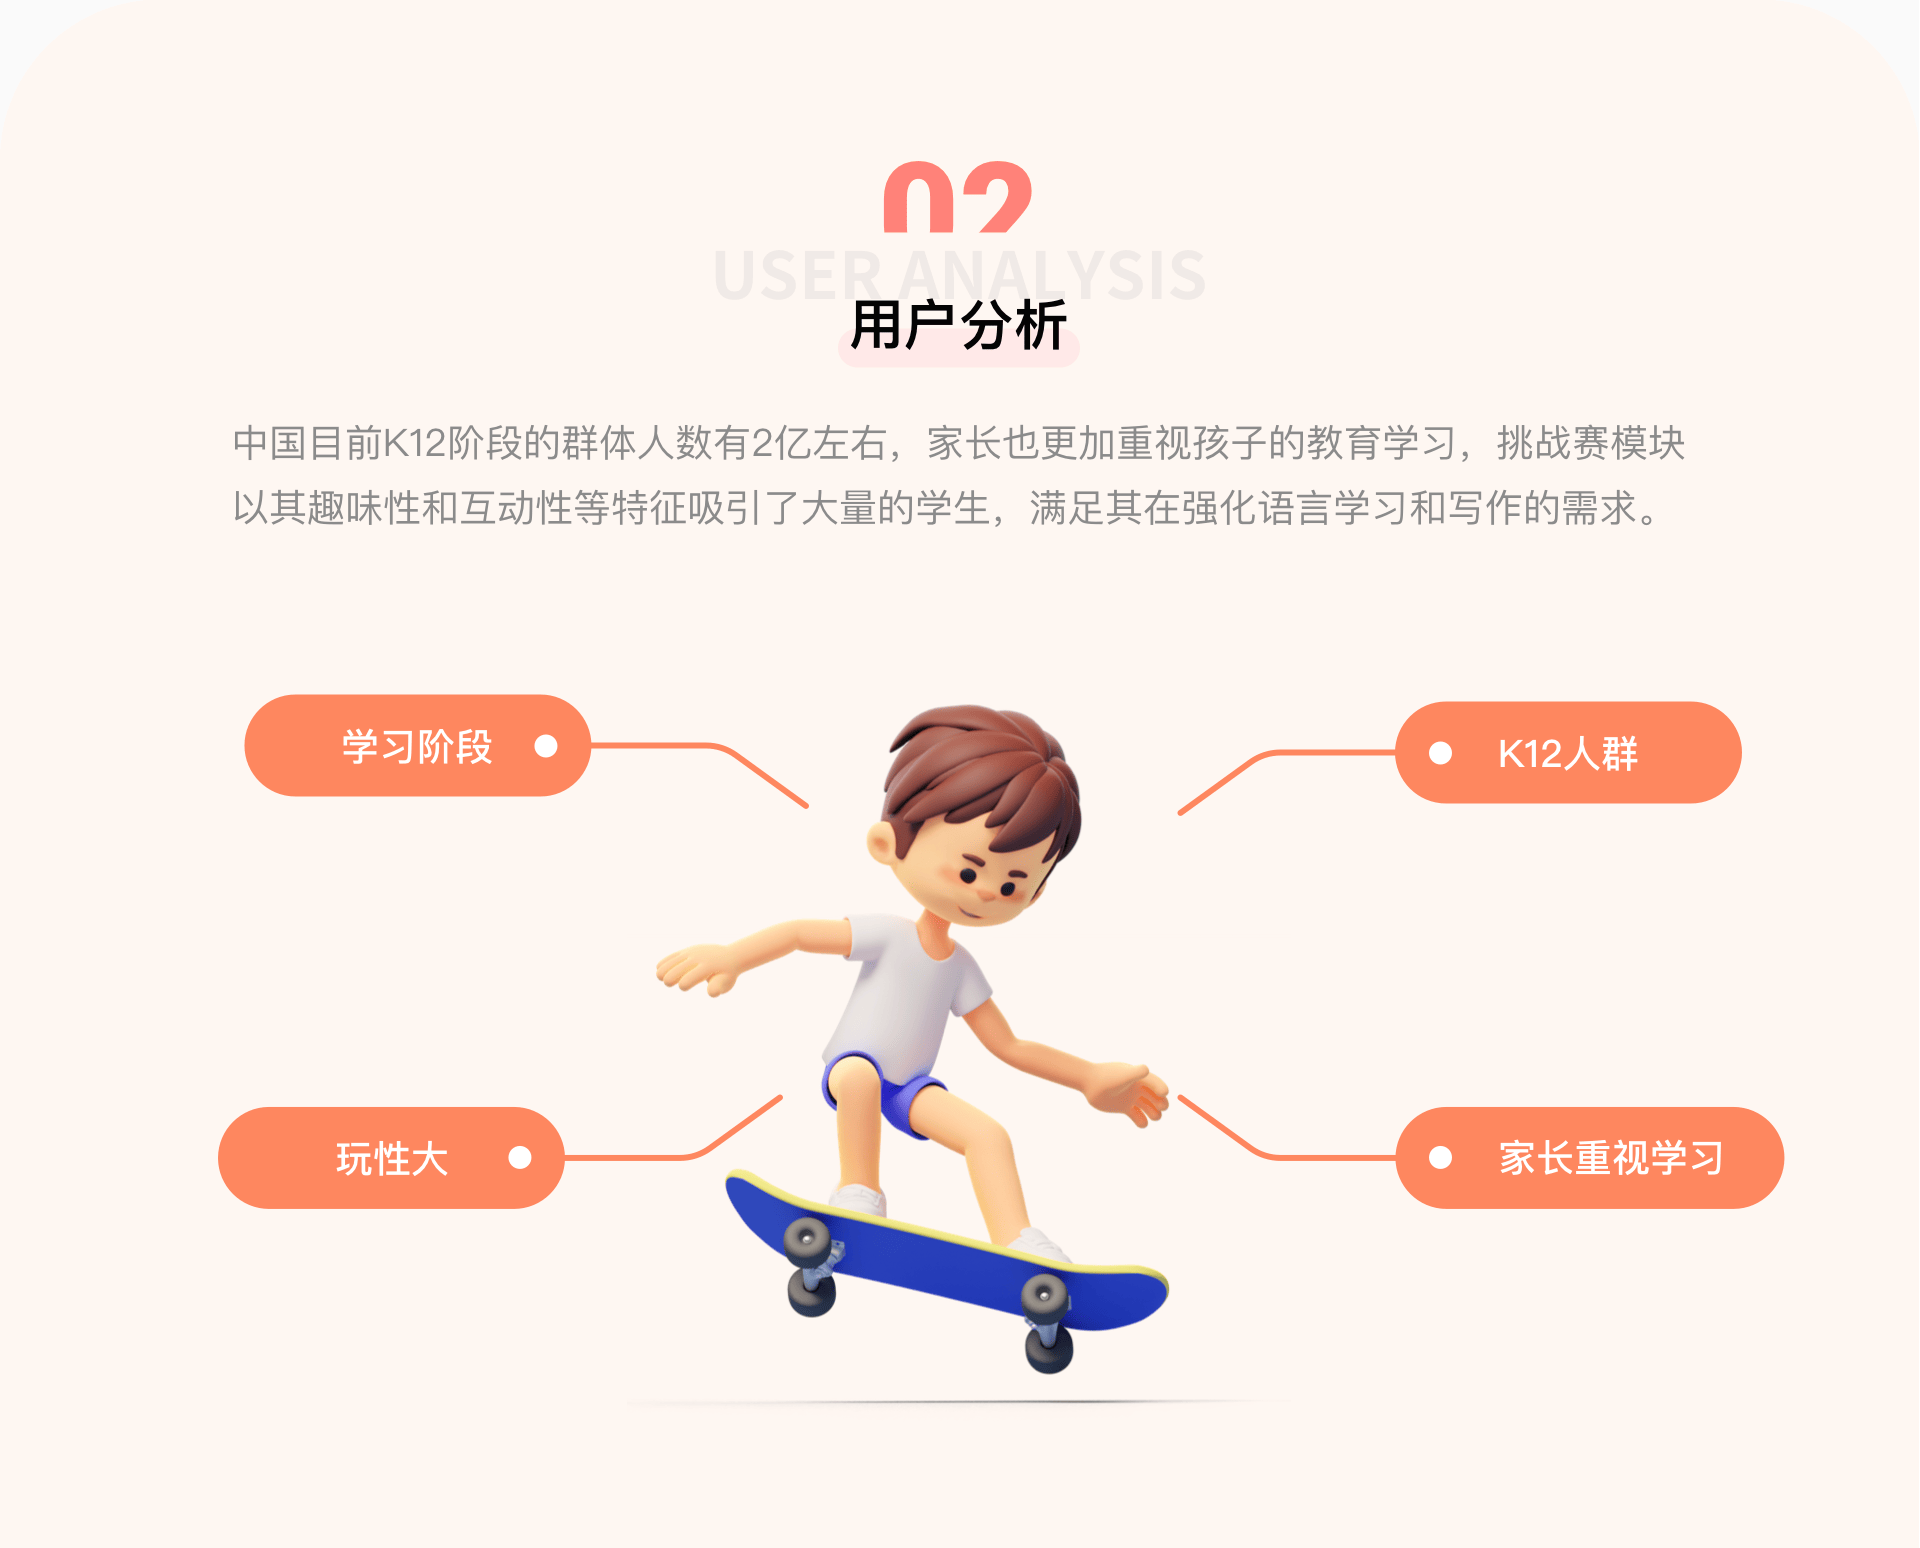 02
USER ANALYSIS
用户分析
中国目前K12阶段的群体人数有2亿左右，家长也更加重视孩子的教育学习，挑战赛模块
以其趣味性和互动性等特征吸引了大量的学生，满足其在强化语言学习和写作的需求。
学习阶段
K12人群
玩性大
家长重视学习